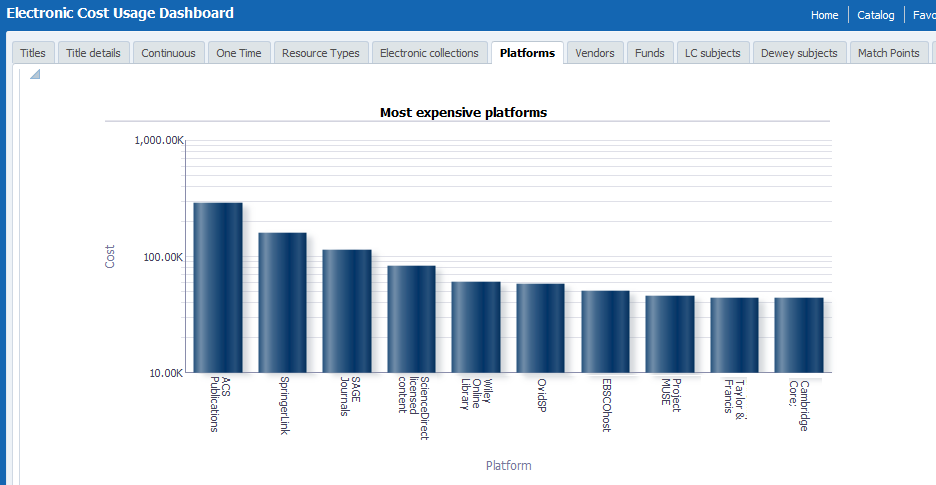 Electronic Cost Usage Dashboard
Home Catalog Favo
Titles Title details Continuous One Time Resource Types Electronic collections Platforms Vendors Funds LC subjects Dewey subjects Match Points
Most expensive platforms
1,000.00K
100.00K
10.00K
Cost
ACS
Publications
SpringerLink
SAGE
Journals
ScienceDirect
licensed
content
Wiley
Online
Library
OvidSP
EBSCOhost
Project
MUSE
Taylor &
Francis
Cambridge
Core;
Platform